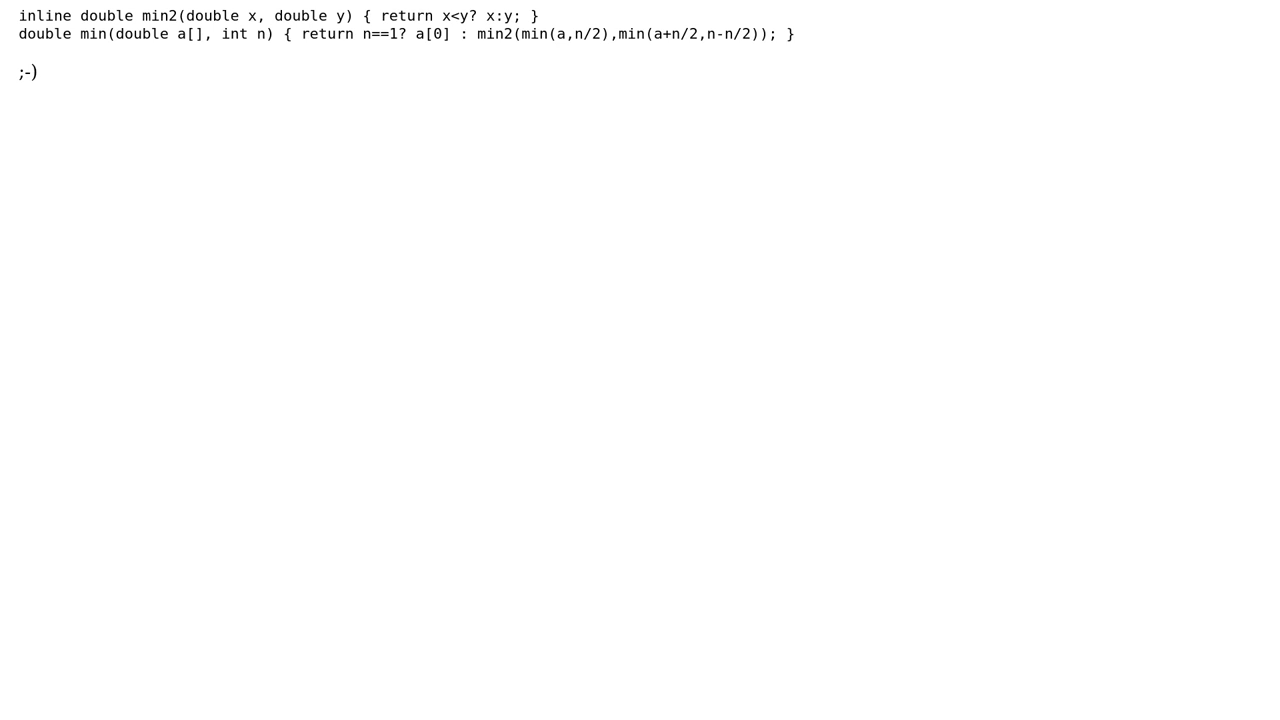 inline double min2(double x, double y) { return x<y? x:y; }
double min(double a[], int n) { return n==1? a[0] : min2(min(a,n/2),min(a+n/2,n-n/2)); }
;-)